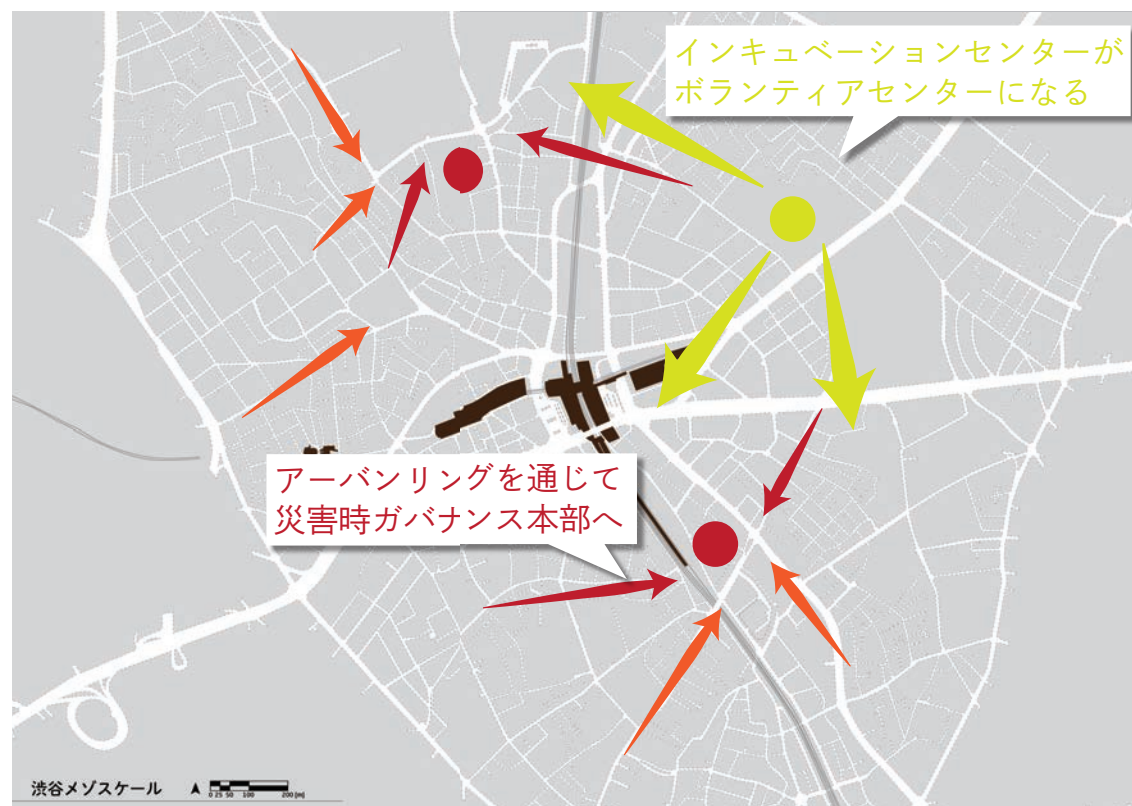 インキュベーションセンターが
ボランティアセンターになる
アーバンリングを通じて
災害時ガバナンス本部へ
渋谷メゾスケール
0 25 50 100 200 (m)